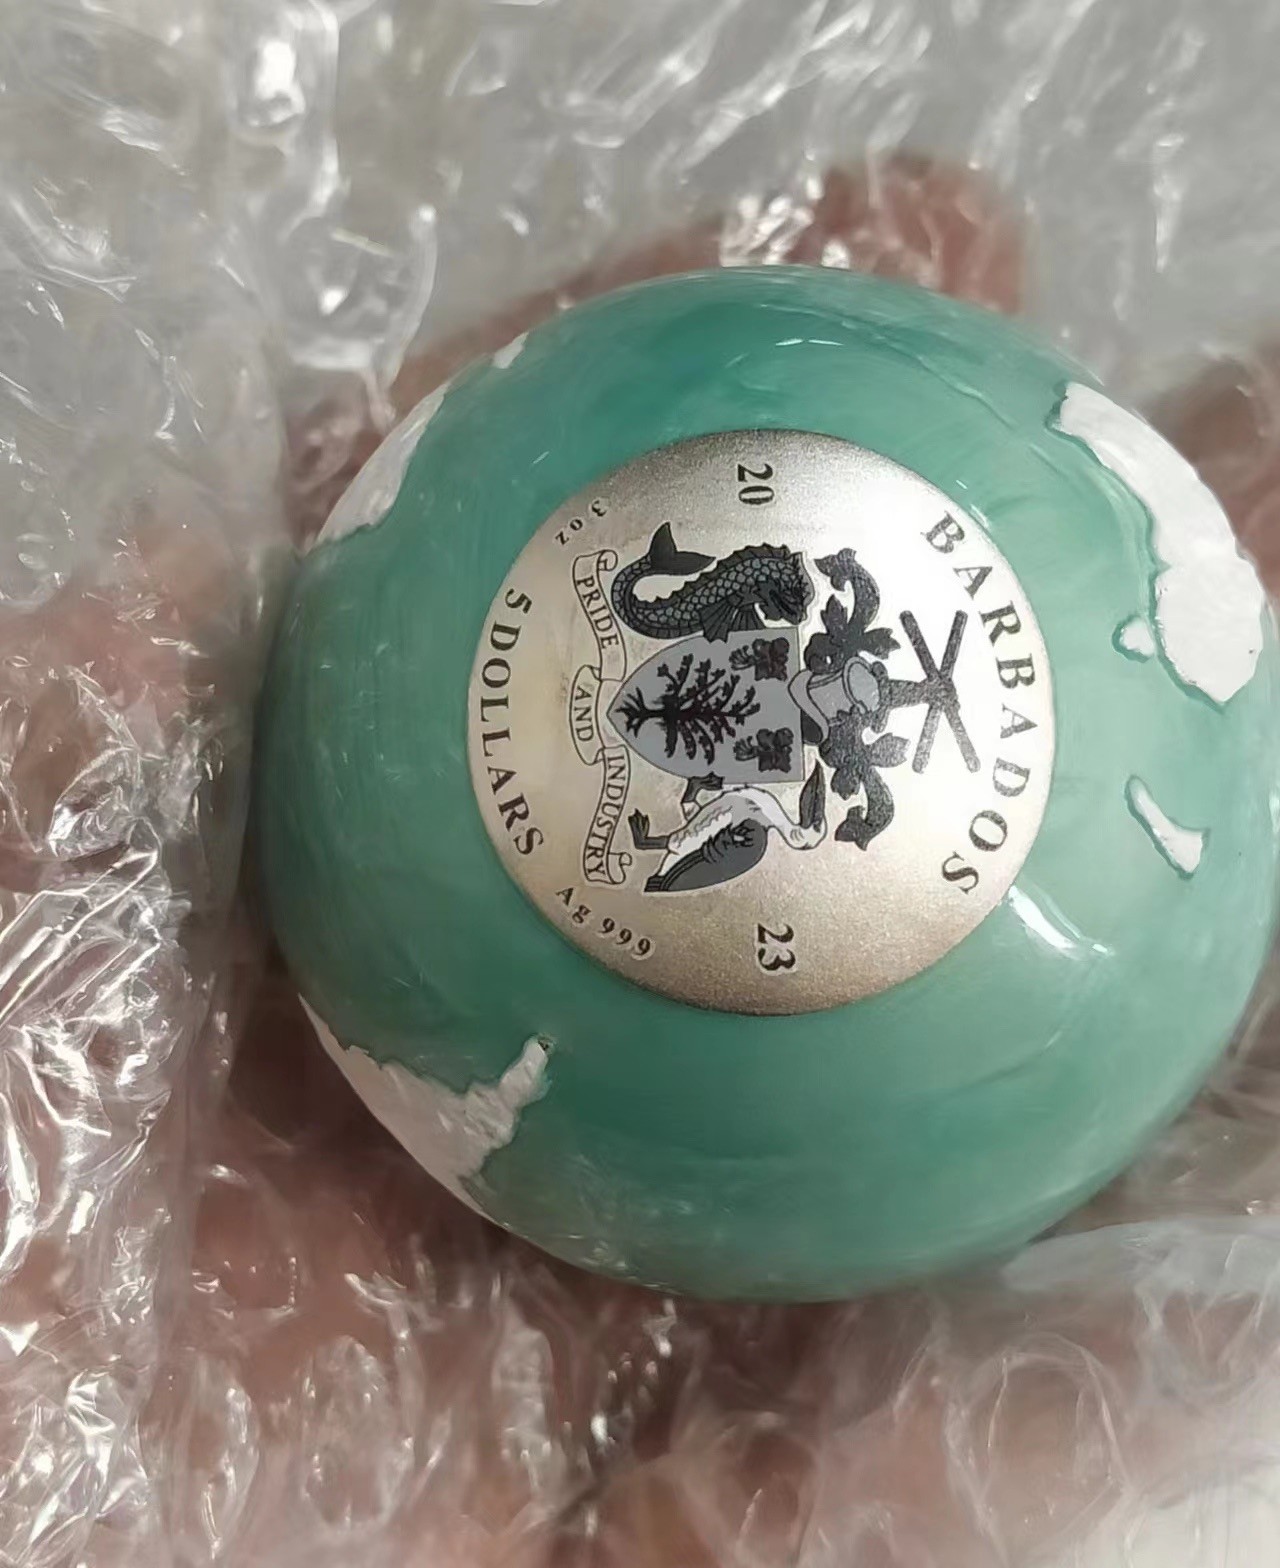 BARBADOS
20 23
PRIDE AND INDUSTRY
3 oz
5 DOLLARS
Ag 999